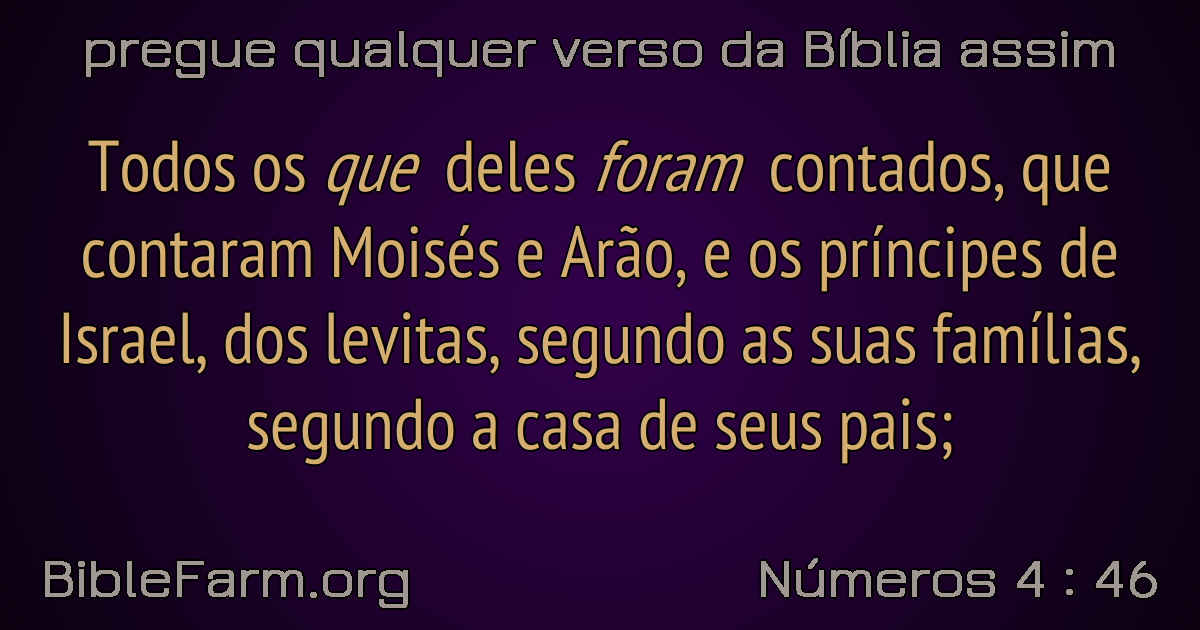 pregue qualquer verso da Bíblia assim
Todos os que deles foram contados, que
contaram Moisés e Arão, e os príncipes de
Israel, dos levitas, segundo as suas famílias,
segundo a casa de seus pais;
BibleFarm.org
Números 4 : 46